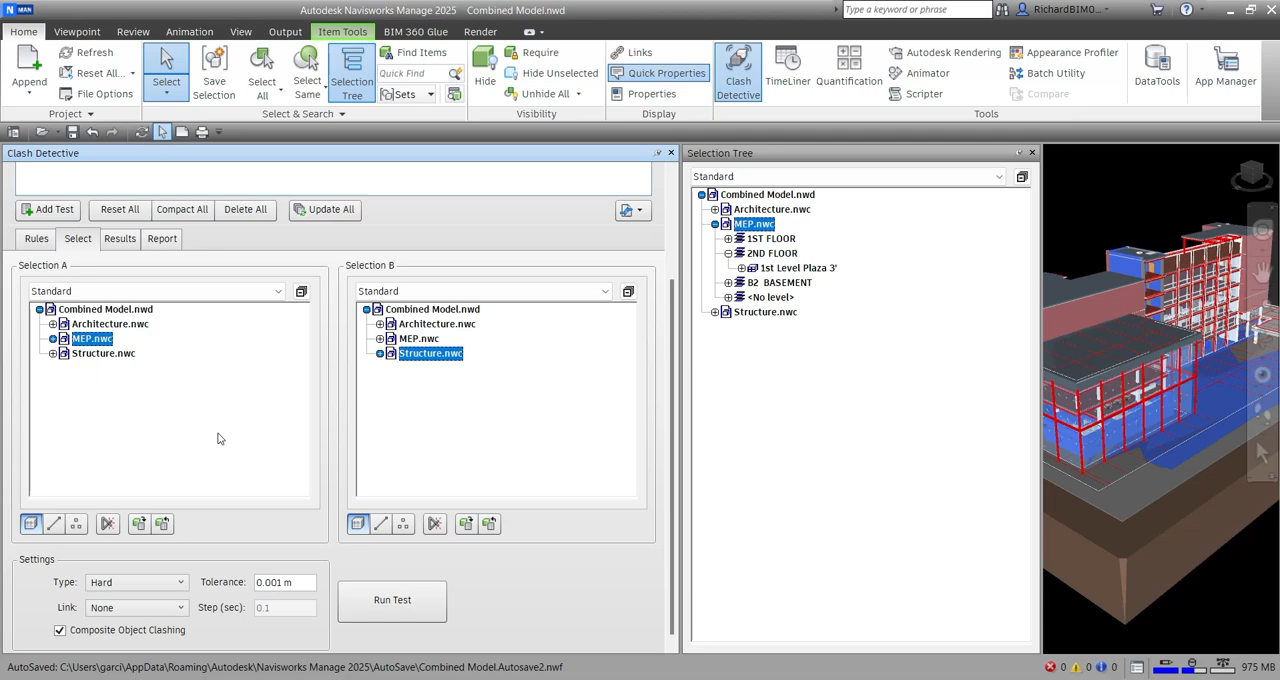 MAN
Autodesk Navisworks Manage 2025 Combined Model.nwd
Type a keyword or phrase
RichardBIMO...
Home Viewpoint Review Animation View Output Item Tools BIM 360 Glue Render
Append
Refresh
Reset All...
File Options
Project
Select
Save Selection
Select All
Select Same
Selection Tree
Find Items
Quick Find
Sets
Select & Search
Hide
Require
Hide Unselected
Unhide All
Visibility
Links
Quick Properties
Properties
Display
Clash Detective
TimeLiner
Quantification
Autodesk Rendering
Animator
Scripter
Appearance Profiler
Batch Utility
Compare
DataTools
App Manager
Tools
Clash Detective
Add Test Reset All Compact All Delete All Update All
Rules Select Results Report
Selection A
Standard
Combined Model.nwd
Architecture.nwc
MEP.nwc
Structure.nwc
Selection B
Standard
Combined Model.nwd
Architecture.nwc
MEP.nwc
Structure.nwc
Settings
Type: Hard Tolerance: 0.001 m
Link: None Step (sec): 0.1
Composite Object Clashing
Run Test
Selection Tree
Standard
Combined Model.nwd
Architecture.nwc
MEP.nwc
1ST FLOOR
2ND FLOOR
1st Level Plaza 3'
B2 BASEMENT
<No level>
Structure.nwc
AutoSaved: C:\Users\garci\AppData\Roaming\Autodesk\Navisworks Manage 2025\AutoSave\Combined Model.Autosave2.nwf
0 0 0 975 MB